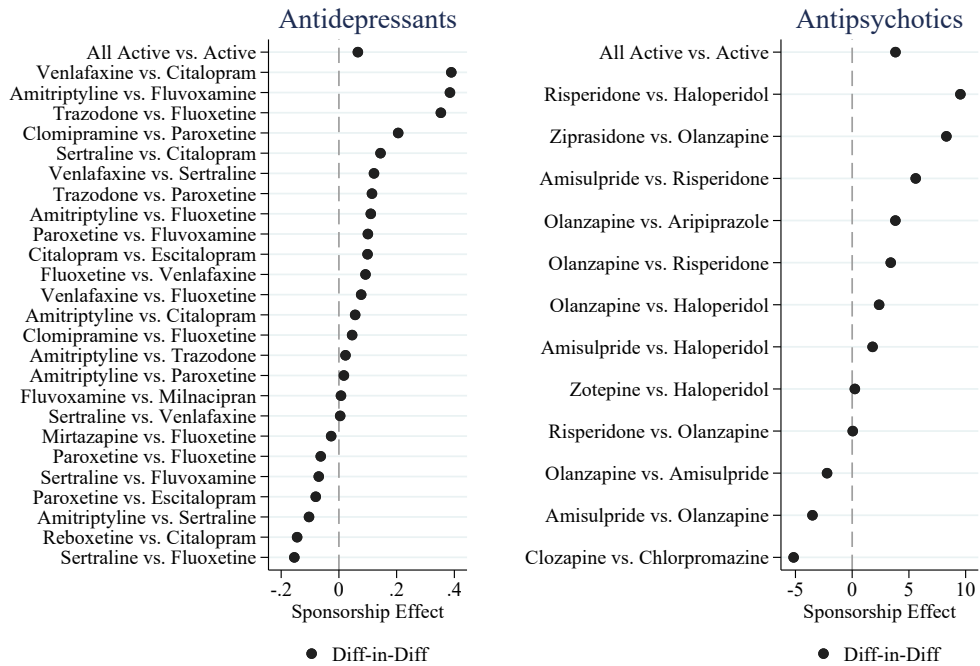 Antidepressants
All Active vs. Active
Venlafaxine vs. Citalopram
Amitriptyline vs. Fluvoxamine
Trazodone vs. Fluoxetine
Clomipramine vs. Paroxetine
Sertraline vs. Citalopram
Venlafaxine vs. Sertraline
Trazodone vs. Paroxetine
Amitriptyline vs. Fluoxetine
Paroxetine vs. Fluvoxamine
Citalopram vs. Escitalopram
Fluoxetine vs. Venlafaxine
Venlafaxine vs. Fluoxetine
Amitriptyline vs. Citalopram
Clomipramine vs. Fluoxetine
Amitriptyline vs. Trazodone
Amitriptyline vs. Paroxetine
Fluvoxamine vs. Milnacipran
Sertraline vs. Venlafaxine
Mirtazapine vs. Fluoxetine
Paroxetine vs. Fluoxetine
Sertraline vs. Fluvoxamine
Paroxetine vs. Escitalopram
Amitriptyline vs. Sertraline
Reboxetine vs. Citalopram
Sertraline vs. Fluoxetine
-.2 0 .2 .4
Sponsorship Effect
Diff-in-Diff
Antipsychotics
All Active vs. Active
Risperidone vs. Haloperidol
Ziprasidone vs. Olanzapine
Amisulpride vs. Risperidone
Olanzapine vs. Aripiprazole
Olanzapine vs. Risperidone
Olanzapine vs. Haloperidol
Amisulpride vs. Haloperidol
Zotepine vs. Haloperidol
Risperidone vs. Olanzapine
Olanzapine vs. Amisulpride
Amisulpride vs. Olanzapine
Clozapine vs. Chlorpromazine
-5 0 5 10
Sponsorship Effect
Diff-in-Diff